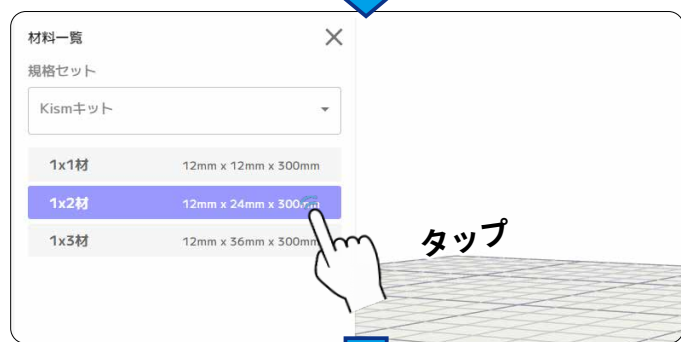 材料一覧
規格セット
Kismキット
1x1材 12mm x 12mm x 300mm
1x2材 12mm x 24mm x 300mm
1x3材 12mm x 36mm x 300mm
タップ